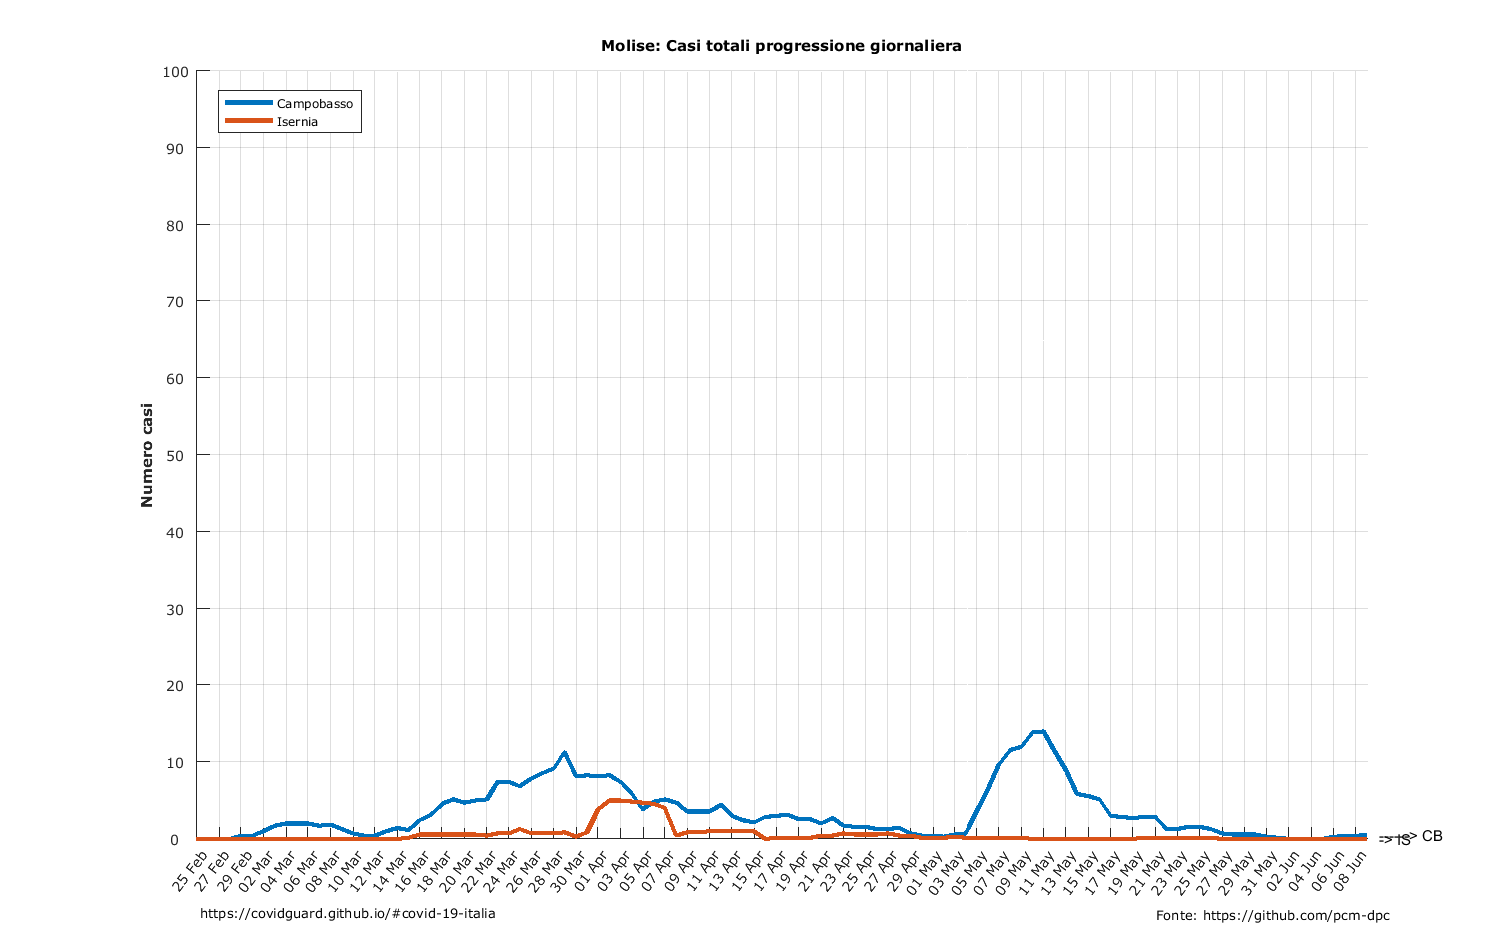 Molise: Casi totali progressione giornaliera
Campobasso
Isernia
Numero casi
100
90
80
70
60
50
40
30
20
10
0
25 Feb
27 Feb
29 Feb
02 Mar
04 Mar
06 Mar
08 Mar
10 Mar
12 Mar
14 Mar
16 Mar
18 Mar
20 Mar
22 Mar
24 Mar
26 Mar
28 Mar
30 Mar
01 Apr
03 Apr
05 Apr
07 Apr
09 Apr
11 Apr
13 Apr
15 Apr
17 Apr
19 Apr
21 Apr
23 Apr
25 Apr
27 Apr
29 Apr
01 May
03 May
05 May
07 May
09 May
11 May
13 May
15 May
17 May
19 May
21 May
23 May
25 May
27 May
29 May
31 May
02 Jun
04 Jun
06 Jun
08 Jun
----> CB
-> IS
https://covidguard.github.io/#covid-19-italia
Fonte: https://github.com/pcm-dpc